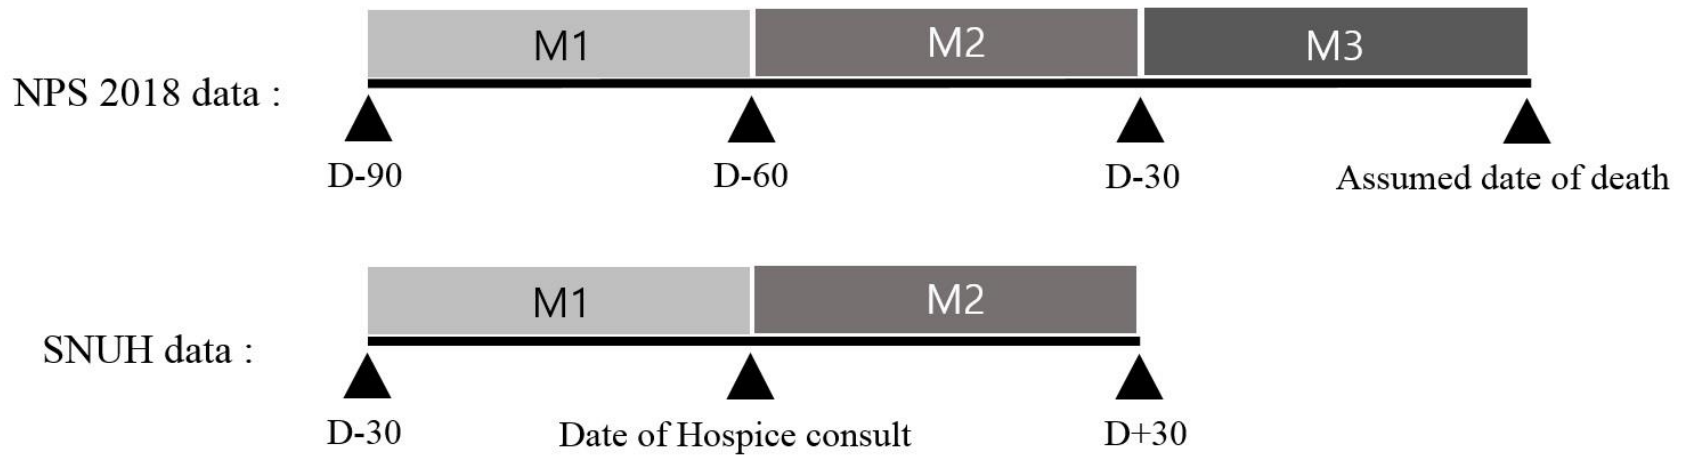 M1 M2 M3
NPS 2018 data :
D-90 D-60 D-30 Assumed date of death
M1 M2
SNUH data :
D-30 Date of Hospice consult D+30